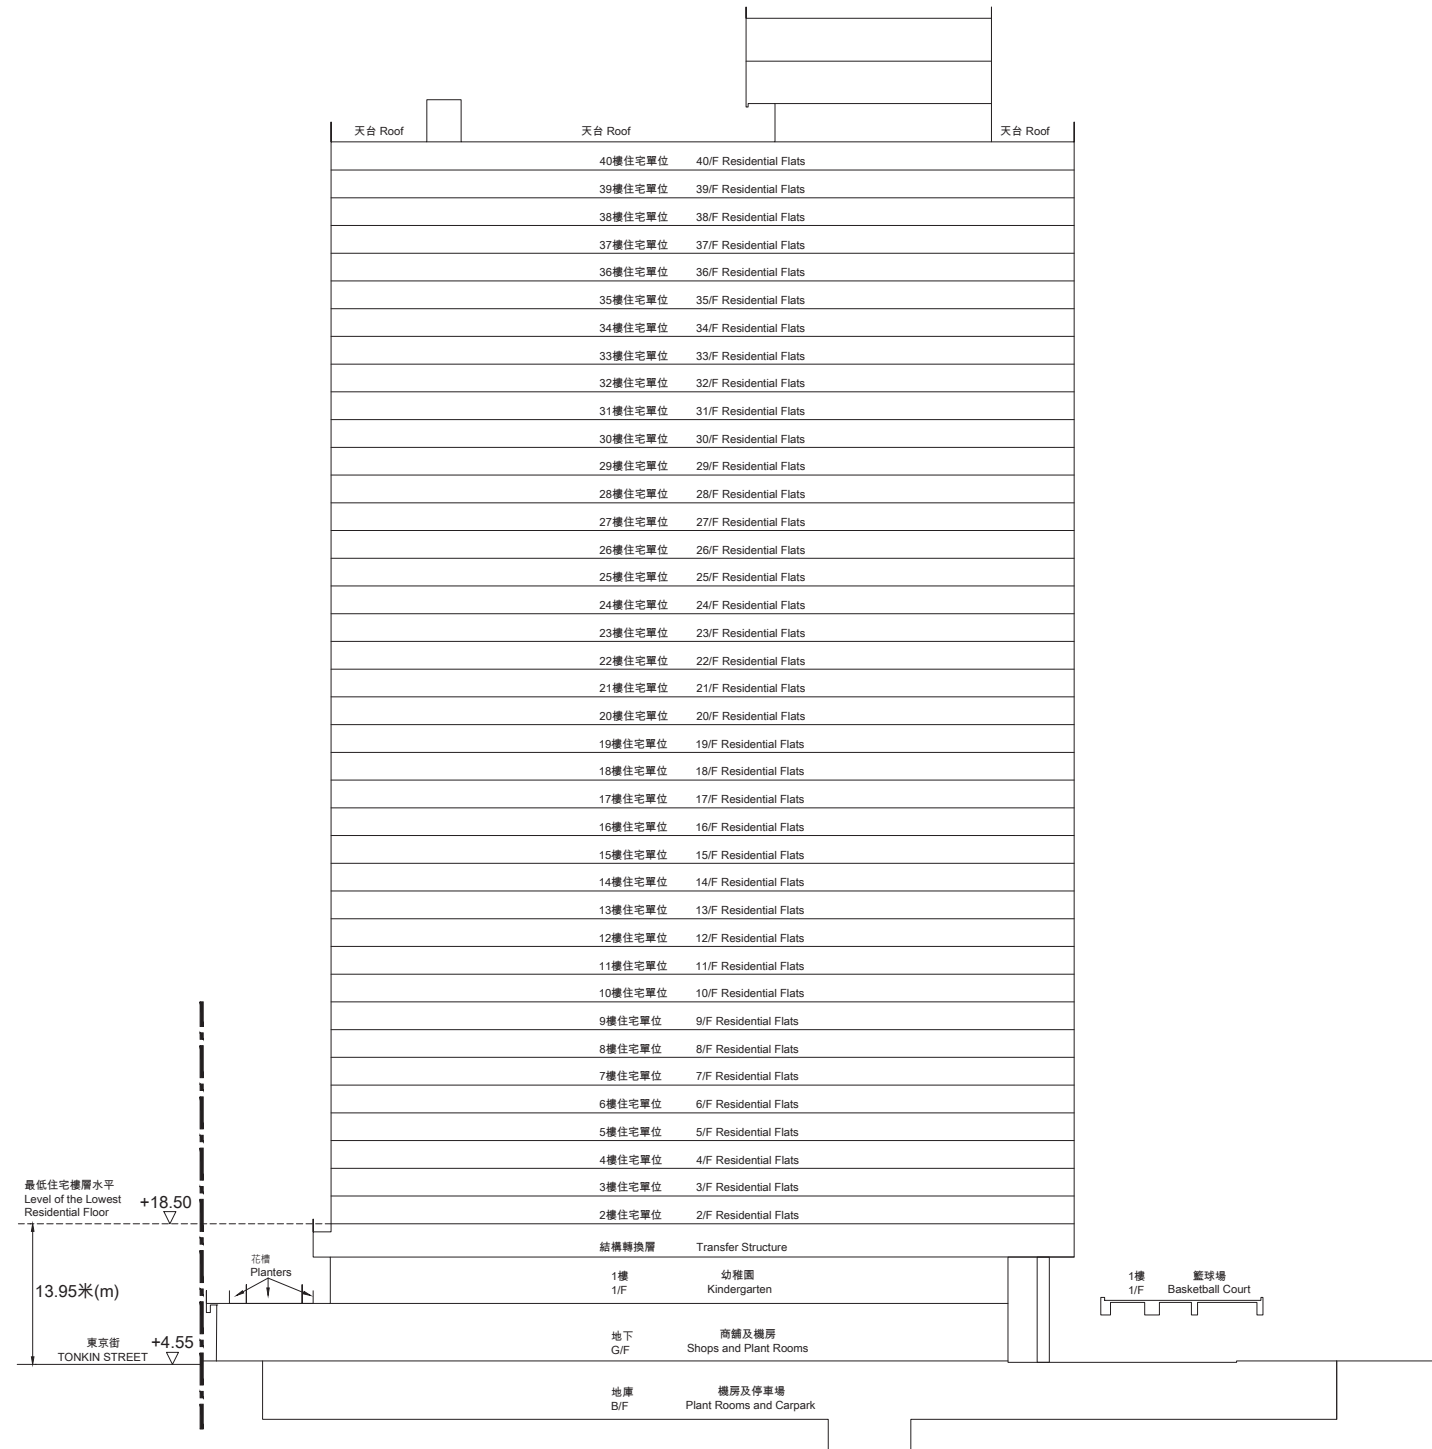 天台 Roof
天台 Roof
天台 Roof
40樓住宅單位 40/F Residential Flats
39樓住宅單位 39/F Residential Flats
38樓住宅單位 38/F Residential Flats
37樓住宅單位 37/F Residential Flats
36樓住宅單位 36/F Residential Flats
35樓住宅單位 35/F Residential Flats
34樓住宅單位 34/F Residential Flats
33樓住宅單位 33/F Residential Flats
32樓住宅單位 32/F Residential Flats
31樓住宅單位 31/F Residential Flats
30樓住宅單位 30/F Residential Flats
29樓住宅單位 29/F Residential Flats
28樓住宅單位 28/F Residential Flats
27樓住宅單位 27/F Residential Flats
26樓住宅單位 26/F Residential Flats
25樓住宅單位 25/F Residential Flats
24樓住宅單位 24/F Residential Flats
23樓住宅單位 23/F Residential Flats
22樓住宅單位 22/F Residential Flats
21樓住宅單位 21/F Residential Flats
20樓住宅單位 20/F Residential Flats
19樓住宅單位 19/F Residential Flats
18樓住宅單位 18/F Residential Flats
17樓住宅單位 17/F Residential Flats
16樓住宅單位 16/F Residential Flats
15樓住宅單位 15/F Residential Flats
14樓住宅單位 14/F Residential Flats
13樓住宅單位 13/F Residential Flats
12樓住宅單位 12/F Residential Flats
11樓住宅單位 11/F Residential Flats
10樓住宅單位 10/F Residential Flats
9樓住宅單位 9/F Residential Flats
8樓住宅單位 8/F Residential Flats
7樓住宅單位 7/F Residential Flats
6樓住宅單位 6/F Residential Flats
5樓住宅單位 5/F Residential Flats
4樓住宅單位 4/F Residential Flats
3樓住宅單位 3/F Residential Flats
2樓住宅單位 2/F Residential Flats
最低住宅樓層水平
Level of the Lowest
Residential Floor
+18.50
結構轉換層 Transfer Structure
花槽
Planters
1樓 幼稚園
1/F Kindergarten
1樓 籃球場
1/F Basketball Court
13.95米(m)
地下 商舖及機房
G/F Shops and Plant Rooms
東京街
TONKIN STREET
+4.55
地庫 機房及停車場
B/F Plant Rooms and Carpark